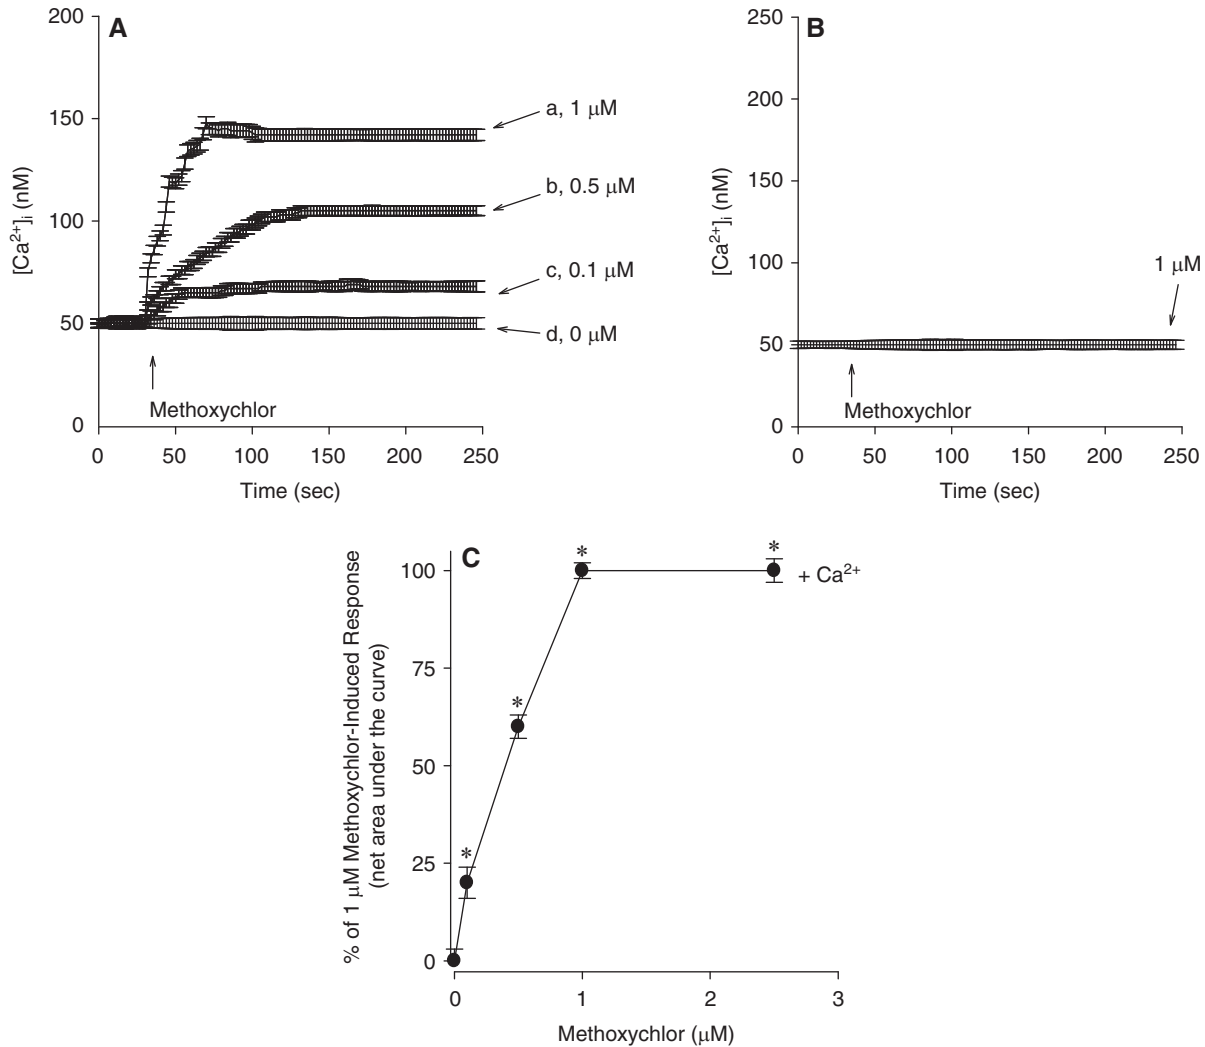 A
200
150
100
50
0
[Ca²⁺]ᵢ (nM)
0 50 100 150 200 250
Time (sec)
a, 1 μM
b, 0.5 μM
c, 0.1 μM
d, 0 μM
Methoxychlor
B
250
200
150
100
50
0
[Ca²⁺]ᵢ (nM)
0 50 100 150 200 250
Time (sec)
1 μM
Methoxychlor
C
% of 1 μM Methoxychlor-Induced Response
(net area under the curve)
100
75
50
25
0
* * * *
+ Ca²⁺
0 1 2 3
Methoxychlor (μM)